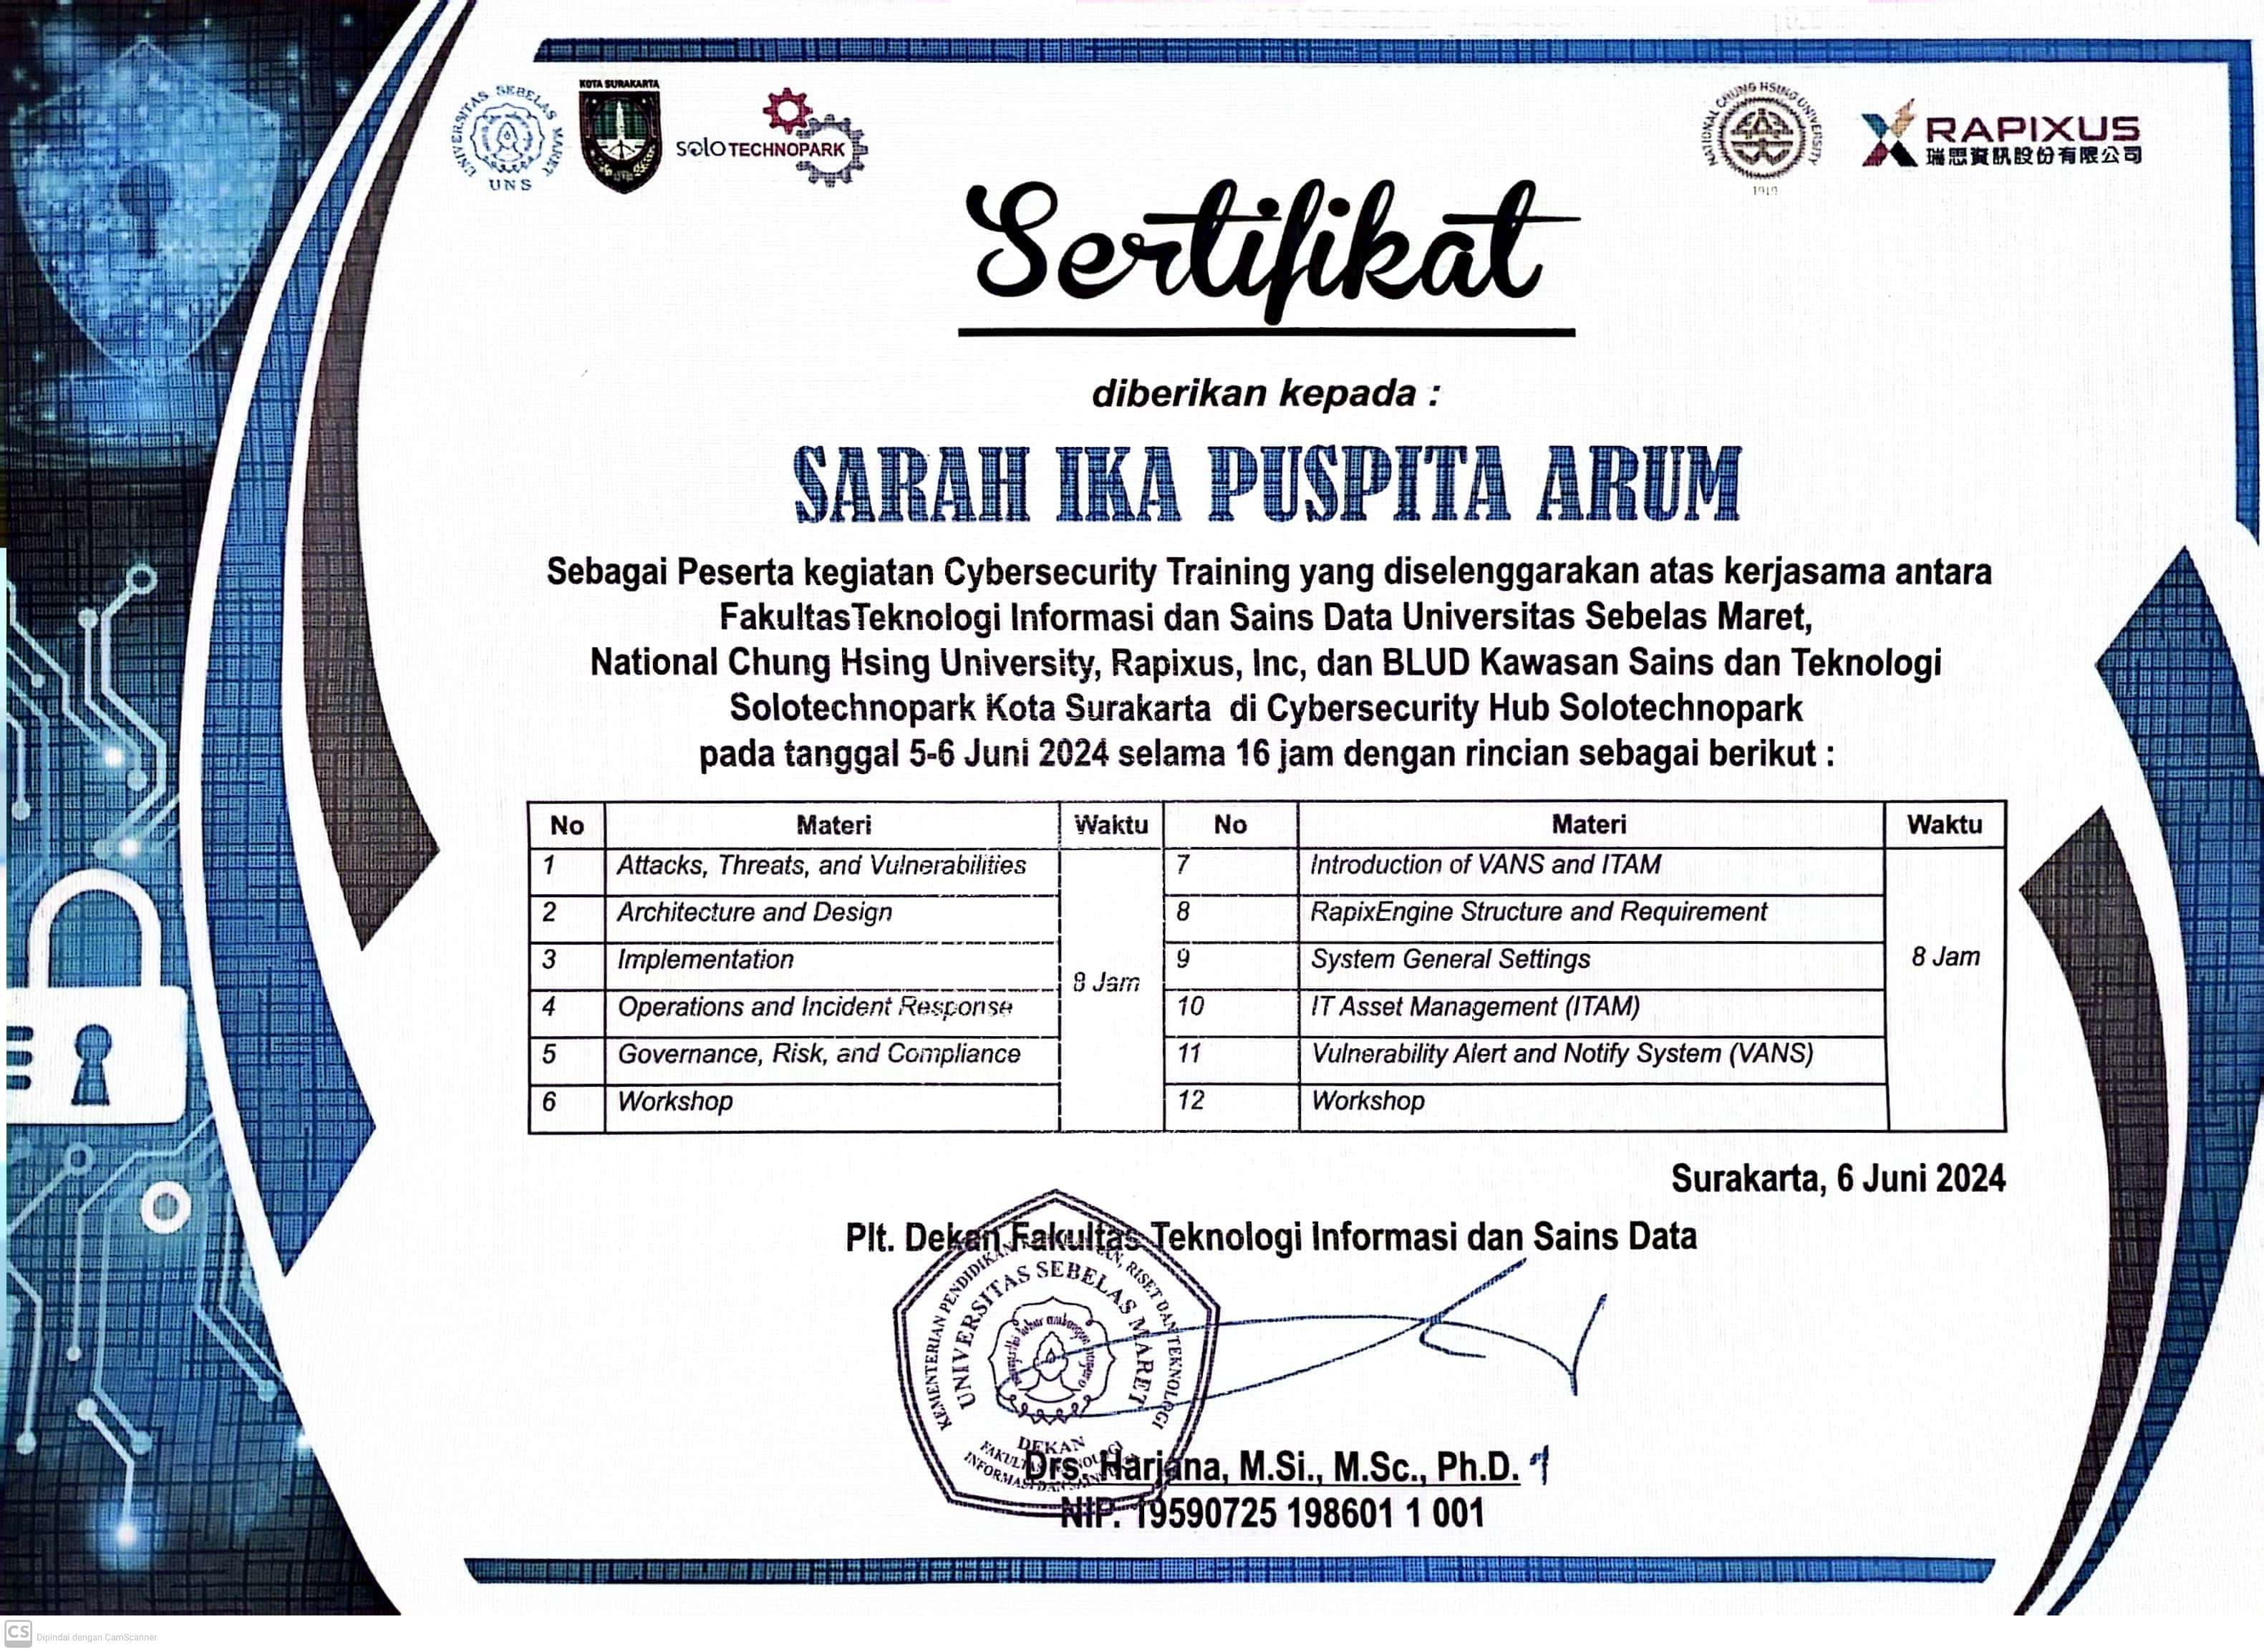 UNIVERSITAS SEBELAS MARET
UNS
KOTA SURAKARTA
solo TECHNOPARK
NATIONAL CHUNG HSING UNIVERSITY
1919
RAPIXUS
瑞思資訊股份有限公司
Sertifikat
diberikan kepada :
SARAH IKA PUSPITA ARUM
Sebagai Peserta kegiatan Cybersecurity Training yang diselenggarakan atas kerjasama antara
FakultasTeknologi Informasi dan Sains Data Universitas Sebelas Maret,
National Chung Hsing University, Rapixus, Inc, dan BLUD Kawasan Sains dan Teknologi
Solotechnopark Kota Surakarta di Cybersecurity Hub Solotechnopark
pada tanggal 5-6 Juni 2024 selama 16 jam dengan rincian sebagai berikut :
No Materi Waktu No Materi Waktu
1 Attacks, Threats, and Vulnerabilities 7 Introduction of VANS and ITAM
2 Architecture and Design 8 RapixEngine Structure and Requirement
3 Implementation 9 System General Settings
8 Jam 8 Jam
4 Operations and Incident Response 10 IT Asset Management (ITAM)
5 Governance, Risk, and Compliance 11 Vulnerability Alert and Notify System (VANS)
6 Workshop 12 Workshop
Surakarta, 6 Juni 2024
Plt. Dekan Fakultas Teknologi Informasi dan Sains Data
KEMENTERIAN PENDIDIKAN, RISET DAN TEKNOLOGI
UNIVERSITAS SEBELAS MARET
DEKAN
FAKULTAS TEKNOLOGI
INFORMASI DAN SAINS DATA
Drs. Harjana, M.Si., M.Sc., Ph.D.
NIP. 19590725 198601 1 001
CS Dipindai dengan CamScanner